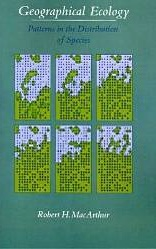 Geographical Ecology
Patterns in the Distribution
of Species
Robert H. MacArthur